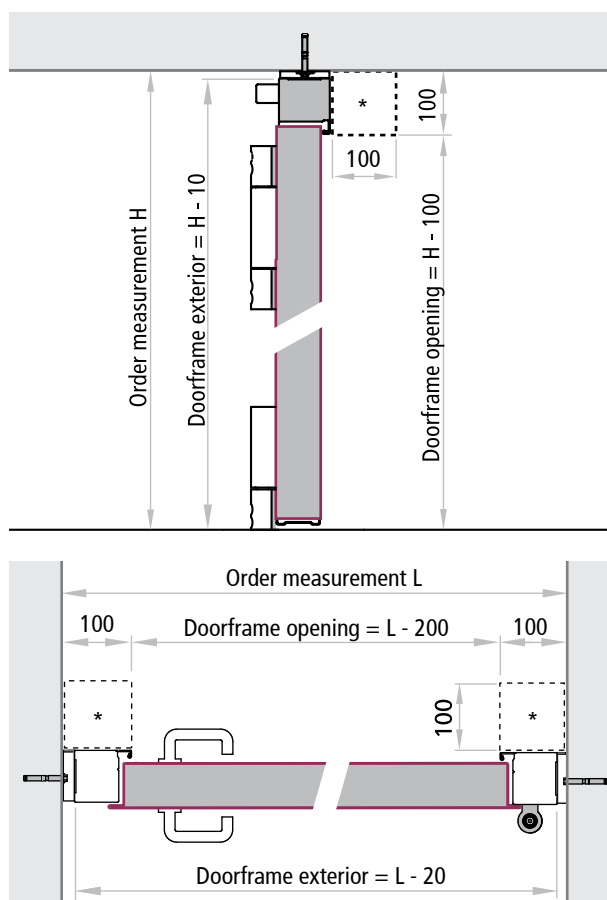 *
100
100
Order measurement H
Doorframe exterior = H - 10
Doorframe opening = H - 100
Order measurement L
100
Doorframe opening = L - 200
100
*
100
*
Doorframe exterior = L - 20